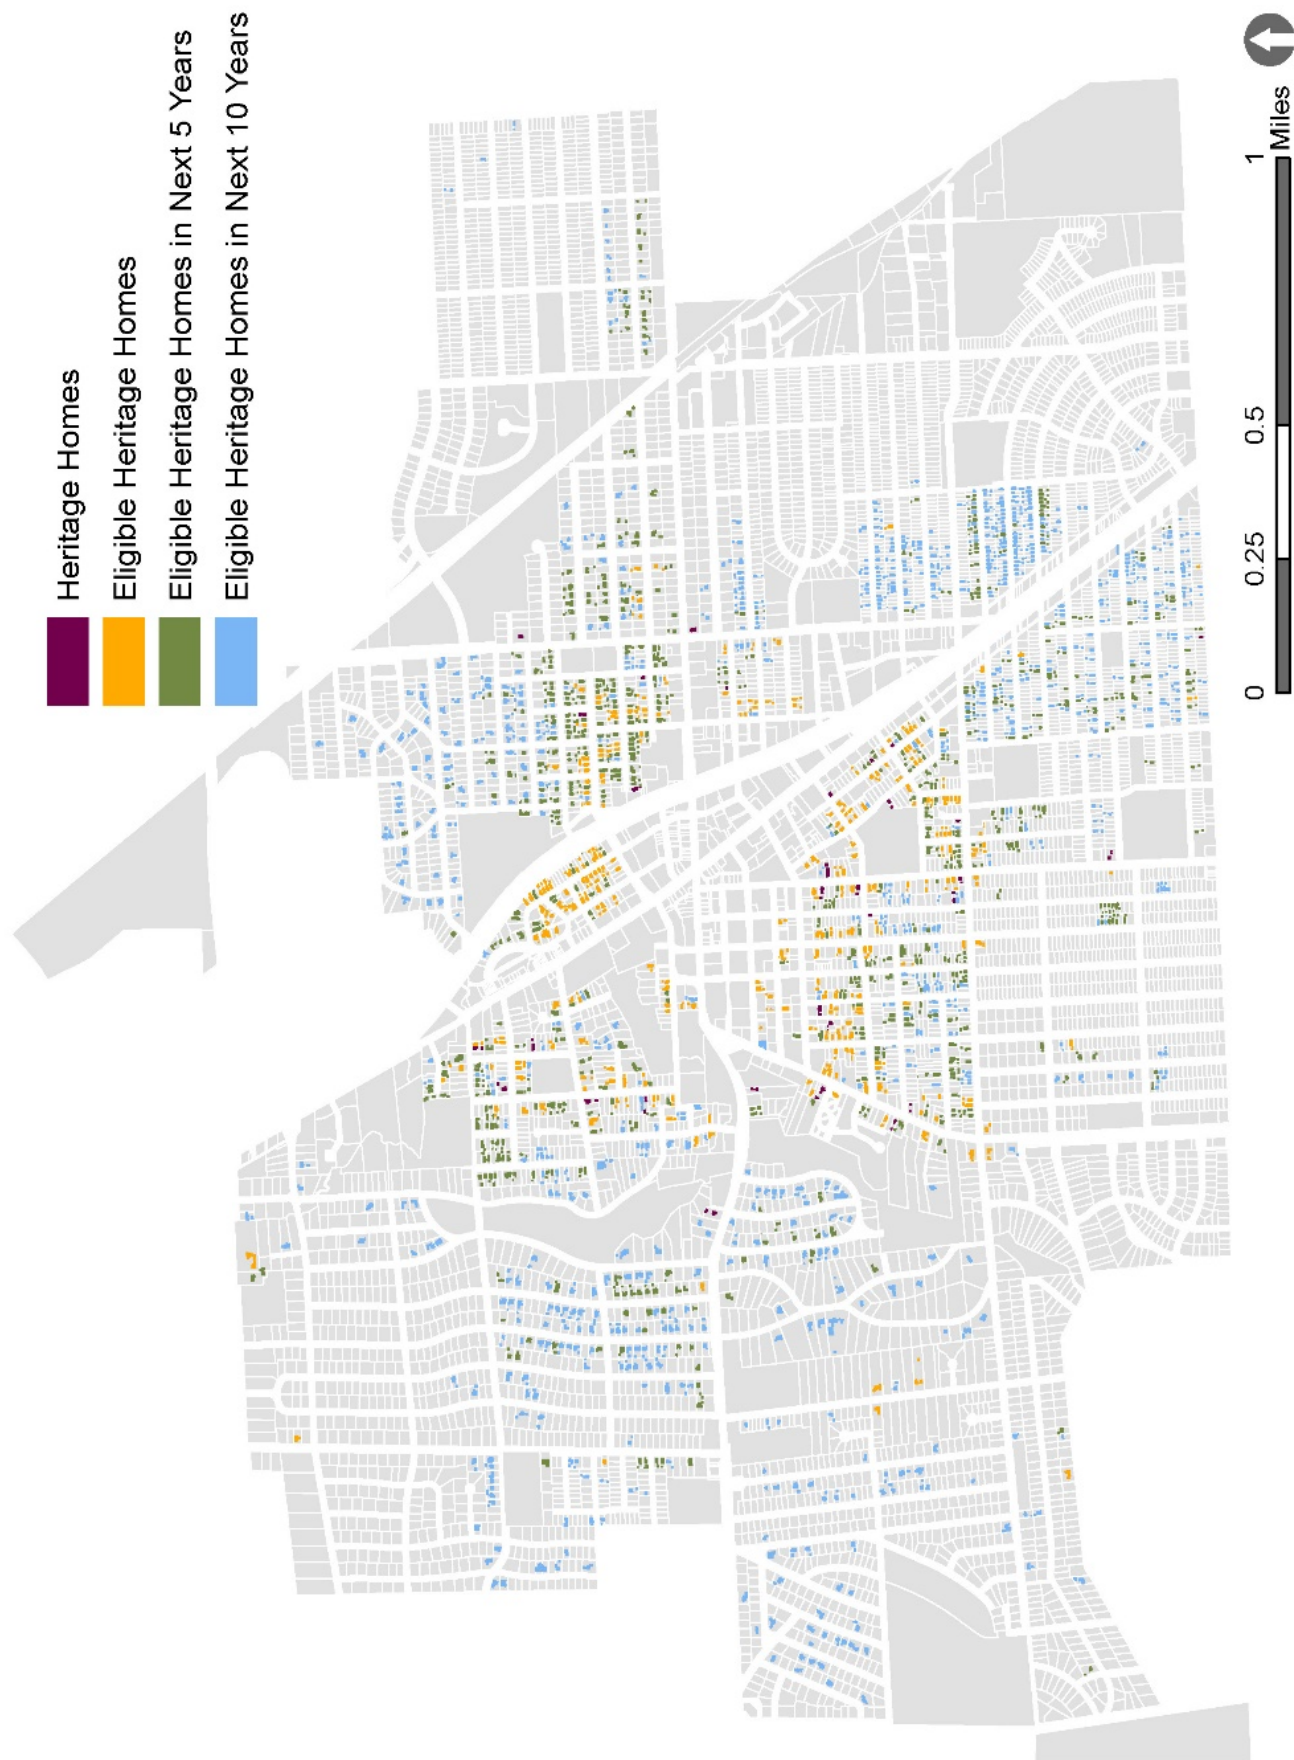 Heritage Homes
Eligible Heritage Homes
Eligible Heritage Homes in Next 5 Years
Eligible Heritage Homes in Next 10 Years
0 0.25 0.5 1
Miles